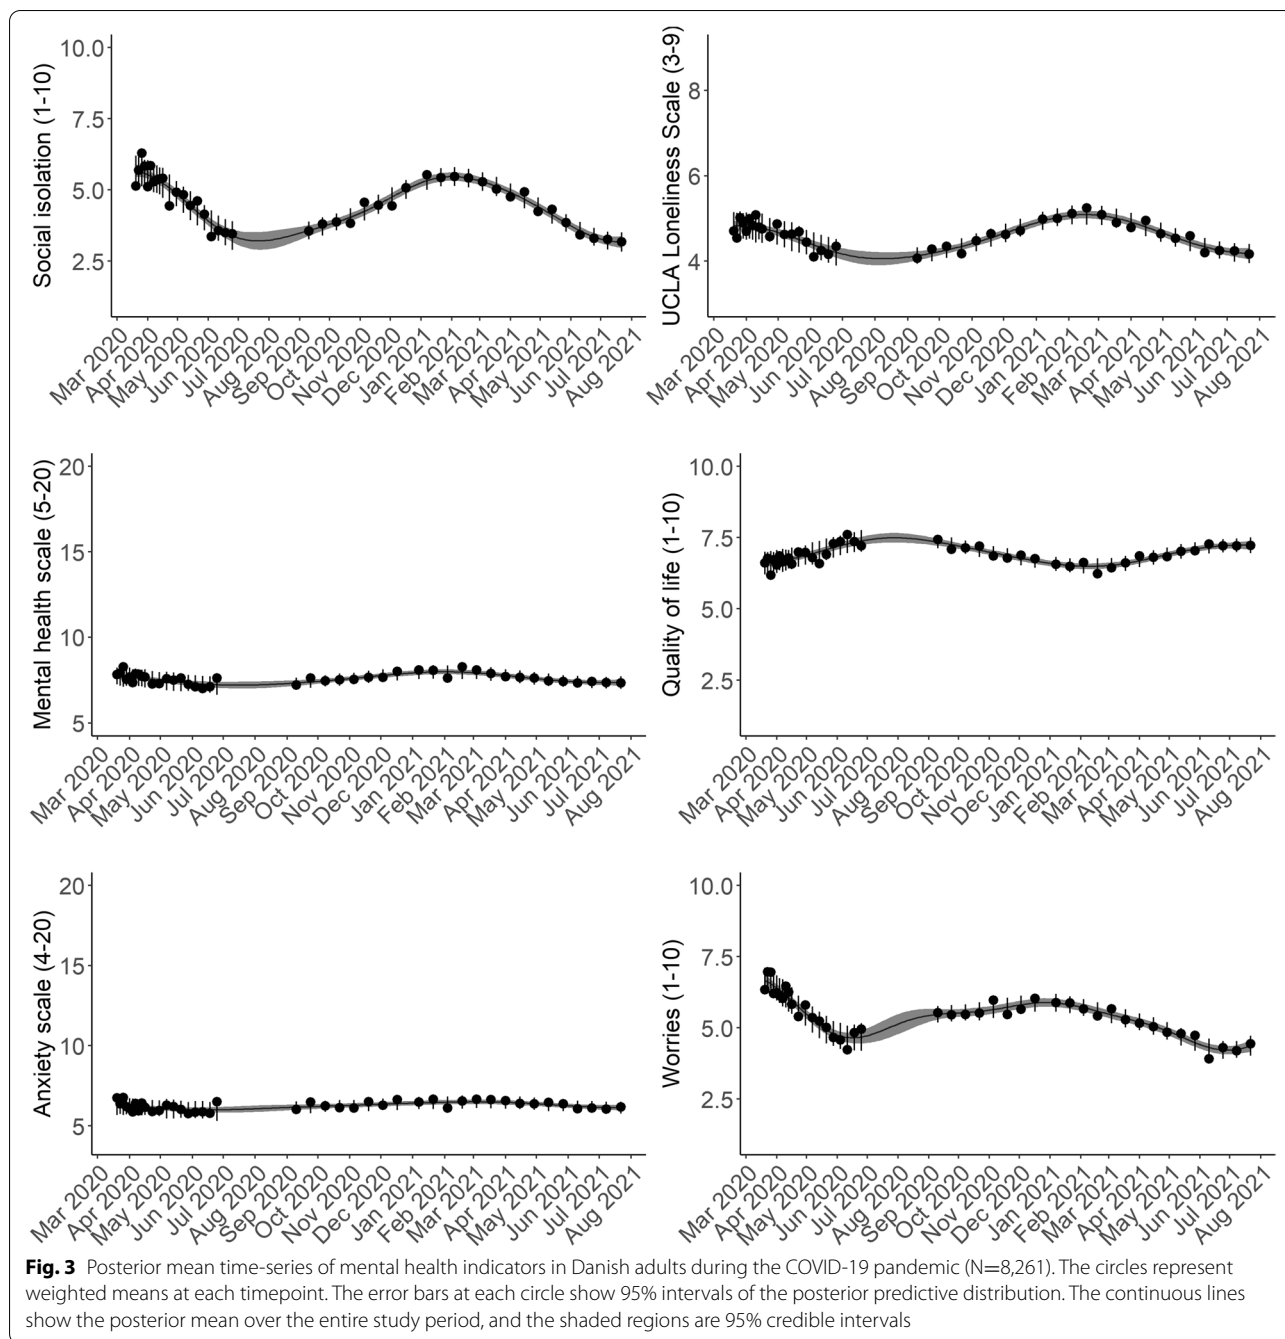 Social isolation (1-10)
10.0
7.5
5.0
2.5
Mar 2020
Apr 2020
May 2020
Jun 2020
Jul 2020
Aug 2020
Sep 2020
Oct 2020
Nov 2020
Dec 2020
Jan 2021
Feb 2021
Mar 2021
Apr 2021
May 2021
Jun 2021
Jul 2021
Aug 2021
UCLA Loneliness Scale (3-9)
8
6
4
Mar 2020
Apr 2020
May 2020
Jun 2020
Jul 2020
Aug 2020
Sep 2020
Oct 2020
Nov 2020
Dec 2020
Jan 2021
Feb 2021
Mar 2021
Apr 2021
May 2021
Jun 2021
Jul 2021
Aug 2021
Mental health scale (5-20)
20
15
10
5
Mar 2020
Apr 2020
May 2020
Jun 2020
Jul 2020
Aug 2020
Sep 2020
Oct 2020
Nov 2020
Dec 2020
Jan 2021
Feb 2021
Mar 2021
Apr 2021
May 2021
Jun 2021
Jul 2021
Aug 2021
Quality of life (1-10)
10.0
7.5
5.0
2.5
Mar 2020
Apr 2020
May 2020
Jun 2020
Jul 2020
Aug 2020
Sep 2020
Oct 2020
Nov 2020
Dec 2020
Jan 2021
Feb 2021
Mar 2021
Apr 2021
May 2021
Jun 2021
Jul 2021
Aug 2021
Anxiety scale (4-20)
20
15
10
5
Mar 2020
Apr 2020
May 2020
Jun 2020
Jul 2020
Aug 2020
Sep 2020
Oct 2020
Nov 2020
Dec 2020
Jan 2021
Feb 2021
Mar 2021
Apr 2021
May 2021
Jun 2021
Jul 2021
Aug 2021
Worries (1-10)
10.0
7.5
5.0
2.5
Mar 2020
Apr 2020
May 2020
Jun 2020
Jul 2020
Aug 2020
Sep 2020
Oct 2020
Nov 2020
Dec 2020
Jan 2021
Feb 2021
Mar 2021
Apr 2021
May 2021
Jun 2021
Jul 2021
Aug 2021
Fig. 3 Posterior mean time-series of mental health indicators in Danish adults during the COVID-19 pandemic (N=8,261). The circles represent
weighted means at each timepoint. The error bars at each circle show 95% intervals of the posterior predictive distribution. The continuous lines
show the posterior mean over the entire study period, and the shaded regions are 95% credible intervals